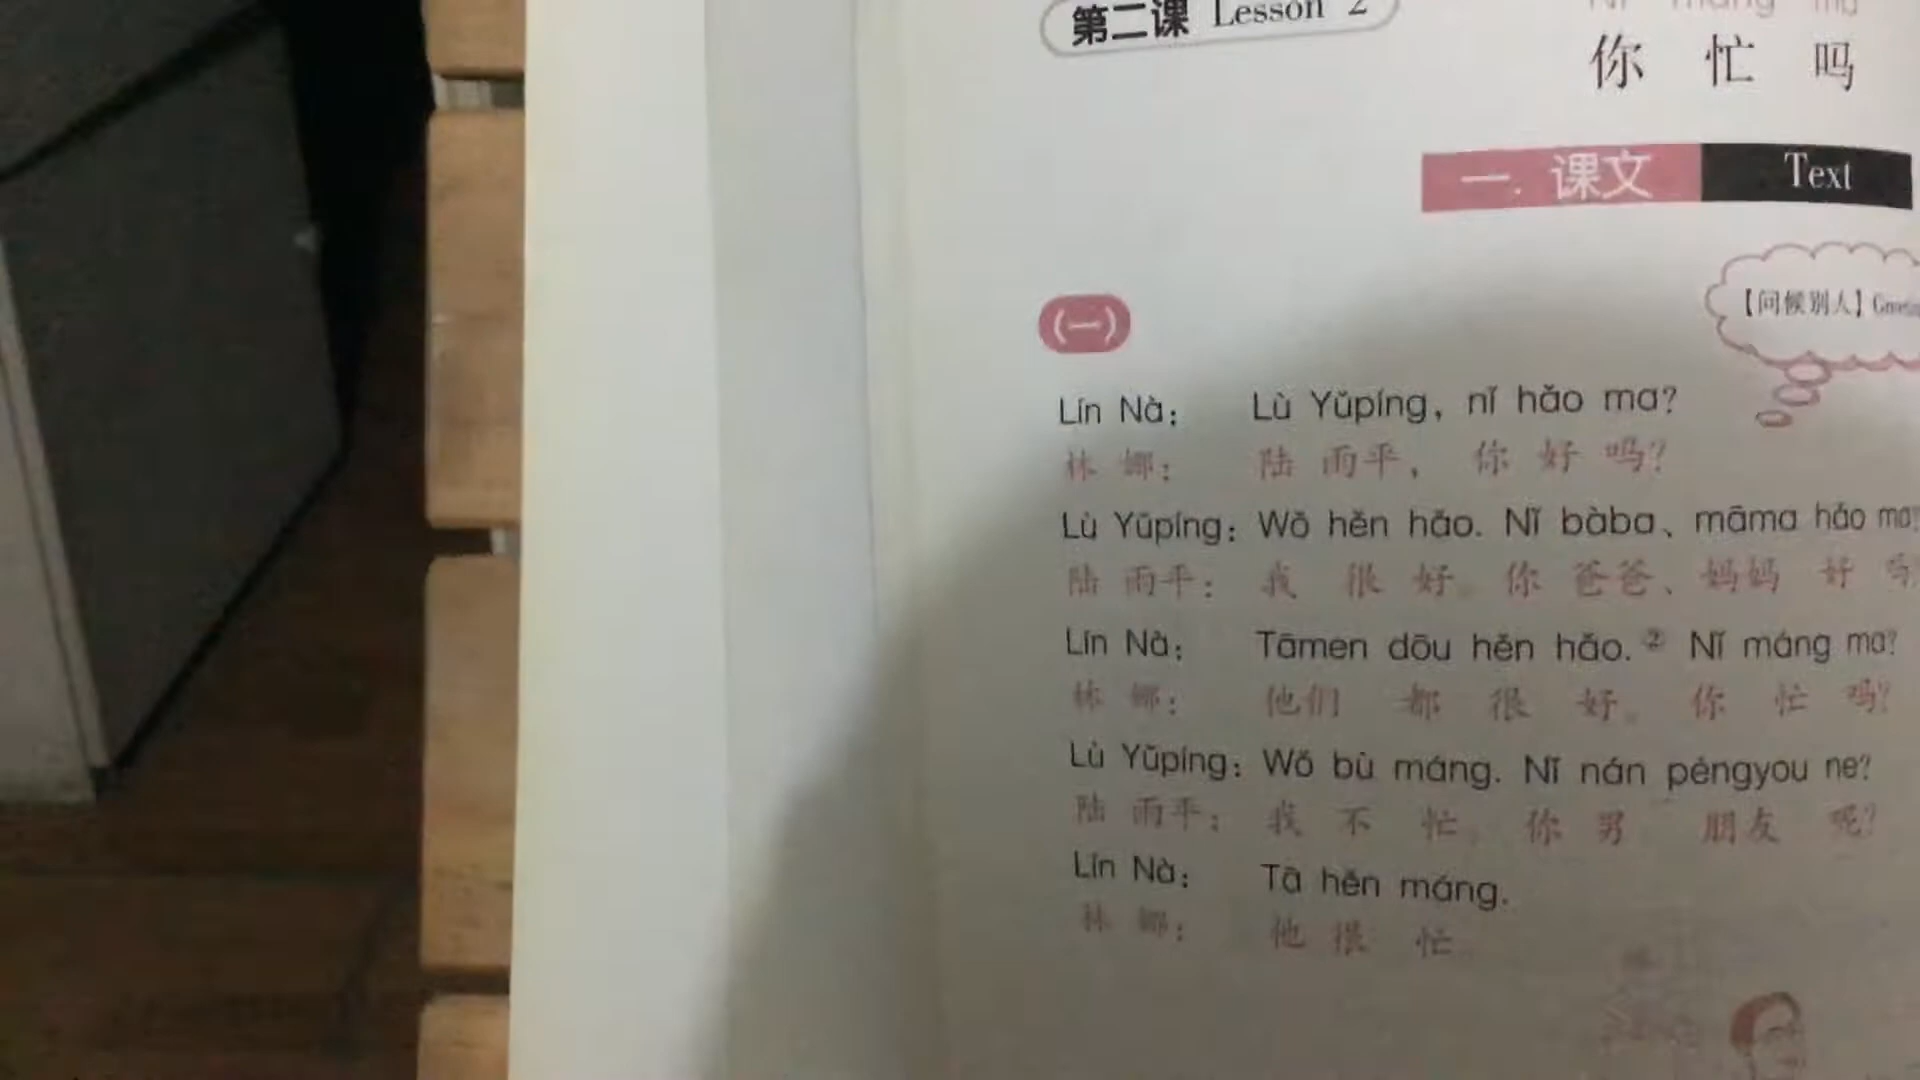 第二课 Lesson 2
你 忙 吗
一. 课文 Text
【问候别人】
(一)
Lín Nà: Lù Yǔpíng, nǐ hǎo ma?
林 娜: 陆 雨平, 你 好 吗?
Lù Yǔpíng: Wǒ hěn hǎo. Nǐ bàba、māma hǎo ma
陆 雨平: 我 很 好。你 爸爸、妈妈 好 吗
Lín Nà: Tāmen dōu hěn hǎo.② Nǐ máng ma?
林 娜: 他们 都 很 好。你 忙 吗?
Lù Yǔpíng: Wǒ bù máng. Nǐ nán péngyou ne?
陆 雨平: 我 不 忙。你 男 朋友 呢?
Lín Nà: Tā hěn máng.
林 娜: 他 很 忙